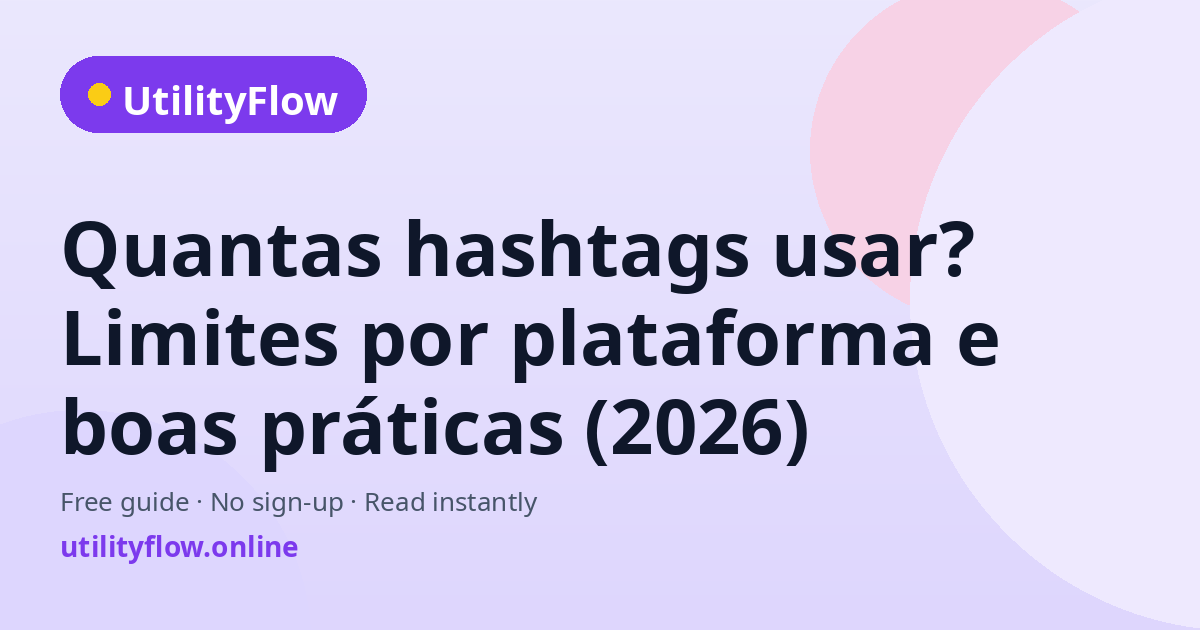 UtilityFlow
Quantas hashtags usar?
Limites por plataforma e
boas práticas (2026)
Free guide · No sign-up · Read instantly
utilityflow.online